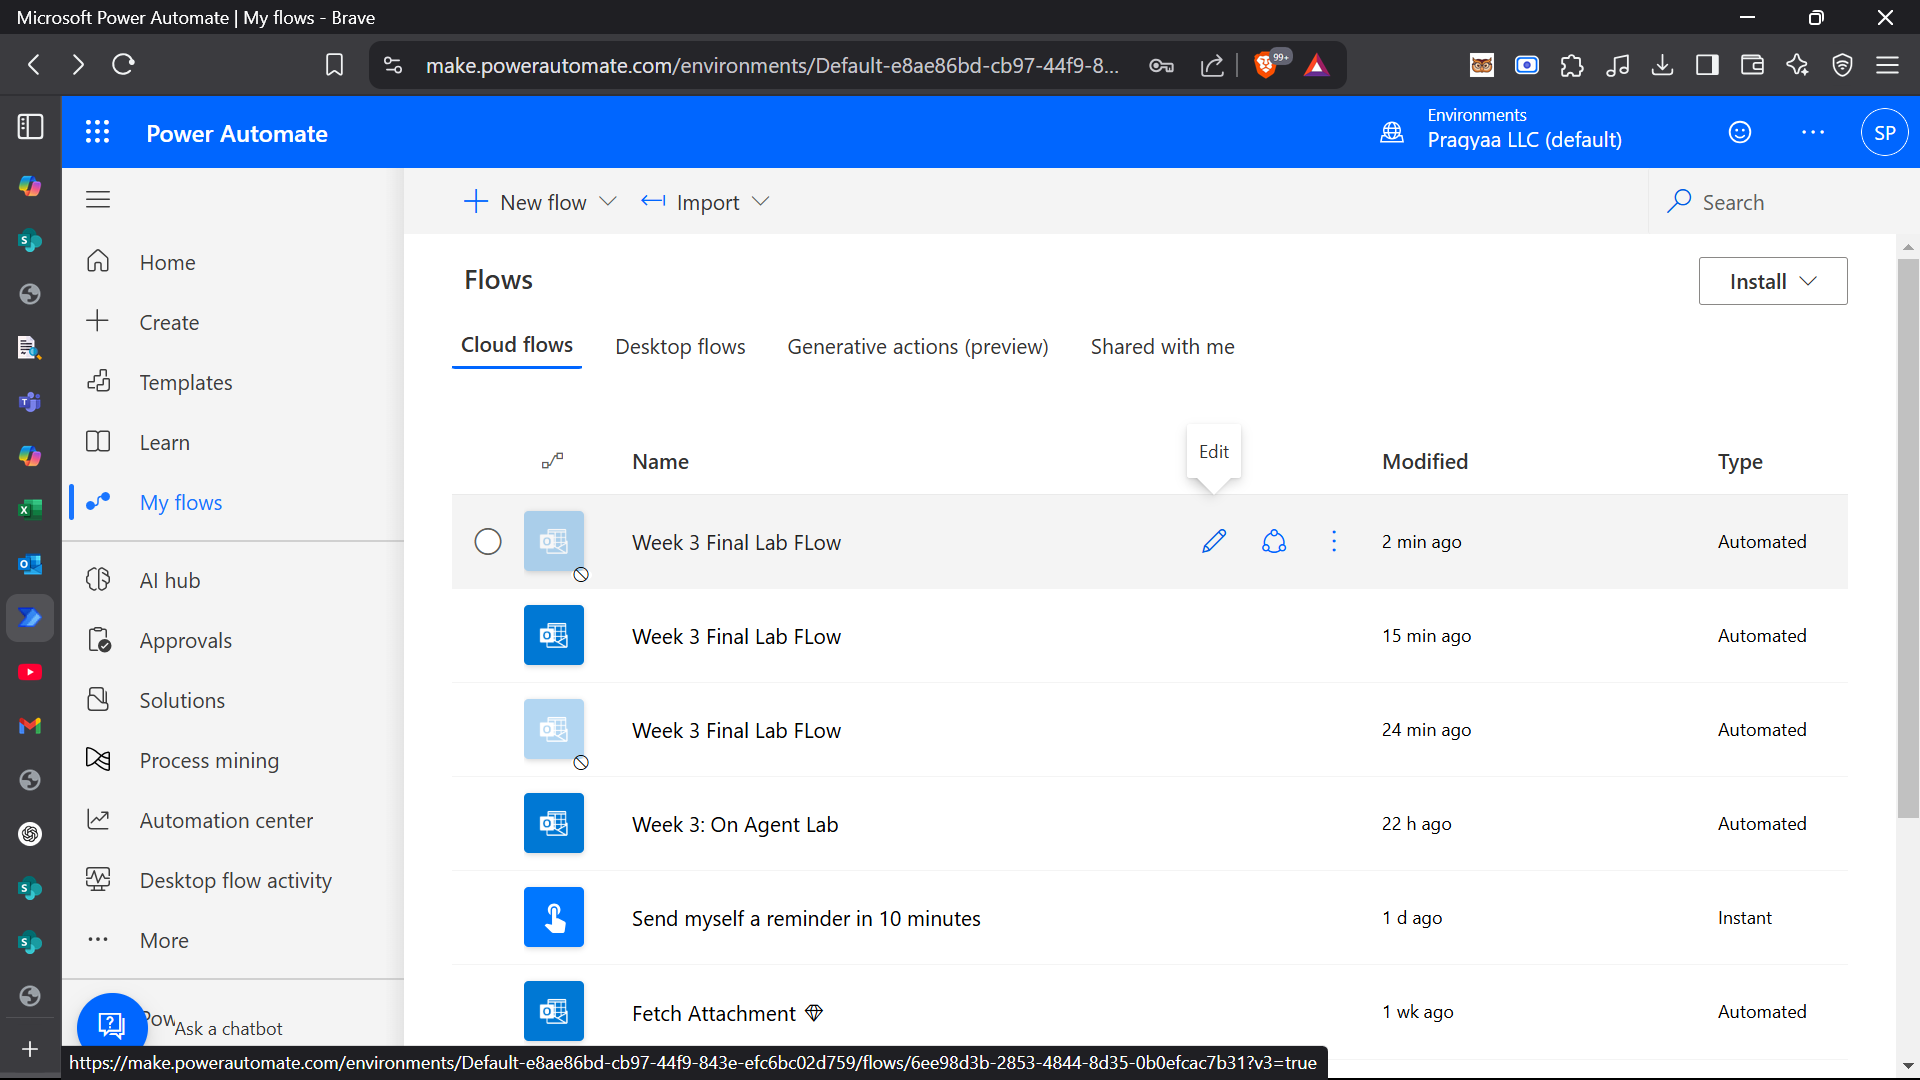 Microsoft Power Automate | My flows - Brave
make.powerautomate.com/environments/Default-e8ae86bd-cb97-44f9-8...
99+
Power Automate
Environments
Praqyaa LLC (default)
SP
New flow
Import
Search
Home
Create
Templates
Learn
My flows
AI hub
Approvals
Solutions
Process mining
Automation center
Desktop flow activity
More
Pow
Ask a chatbot
Flows
Install
Cloud flows
Desktop flows
Generative actions (preview)
Shared with me
Edit
Name
Modified
Type
Week 3 Final Lab FLow
2 min ago
Automated
Week 3 Final Lab FLow
15 min ago
Automated
Week 3 Final Lab FLow
24 min ago
Automated
Week 3: On Agent Lab
22 h ago
Automated
Send myself a reminder in 10 minutes
1 d ago
Instant
Fetch Attachment
1 wk ago
Automated
https://make.powerautomate.com/environments/Default-e8ae86bd-cb97-44f9-843e-efc6bc02d759/flows/6ee98d3b-2853-4844-8d35-0b0efcac7b31?v3=true